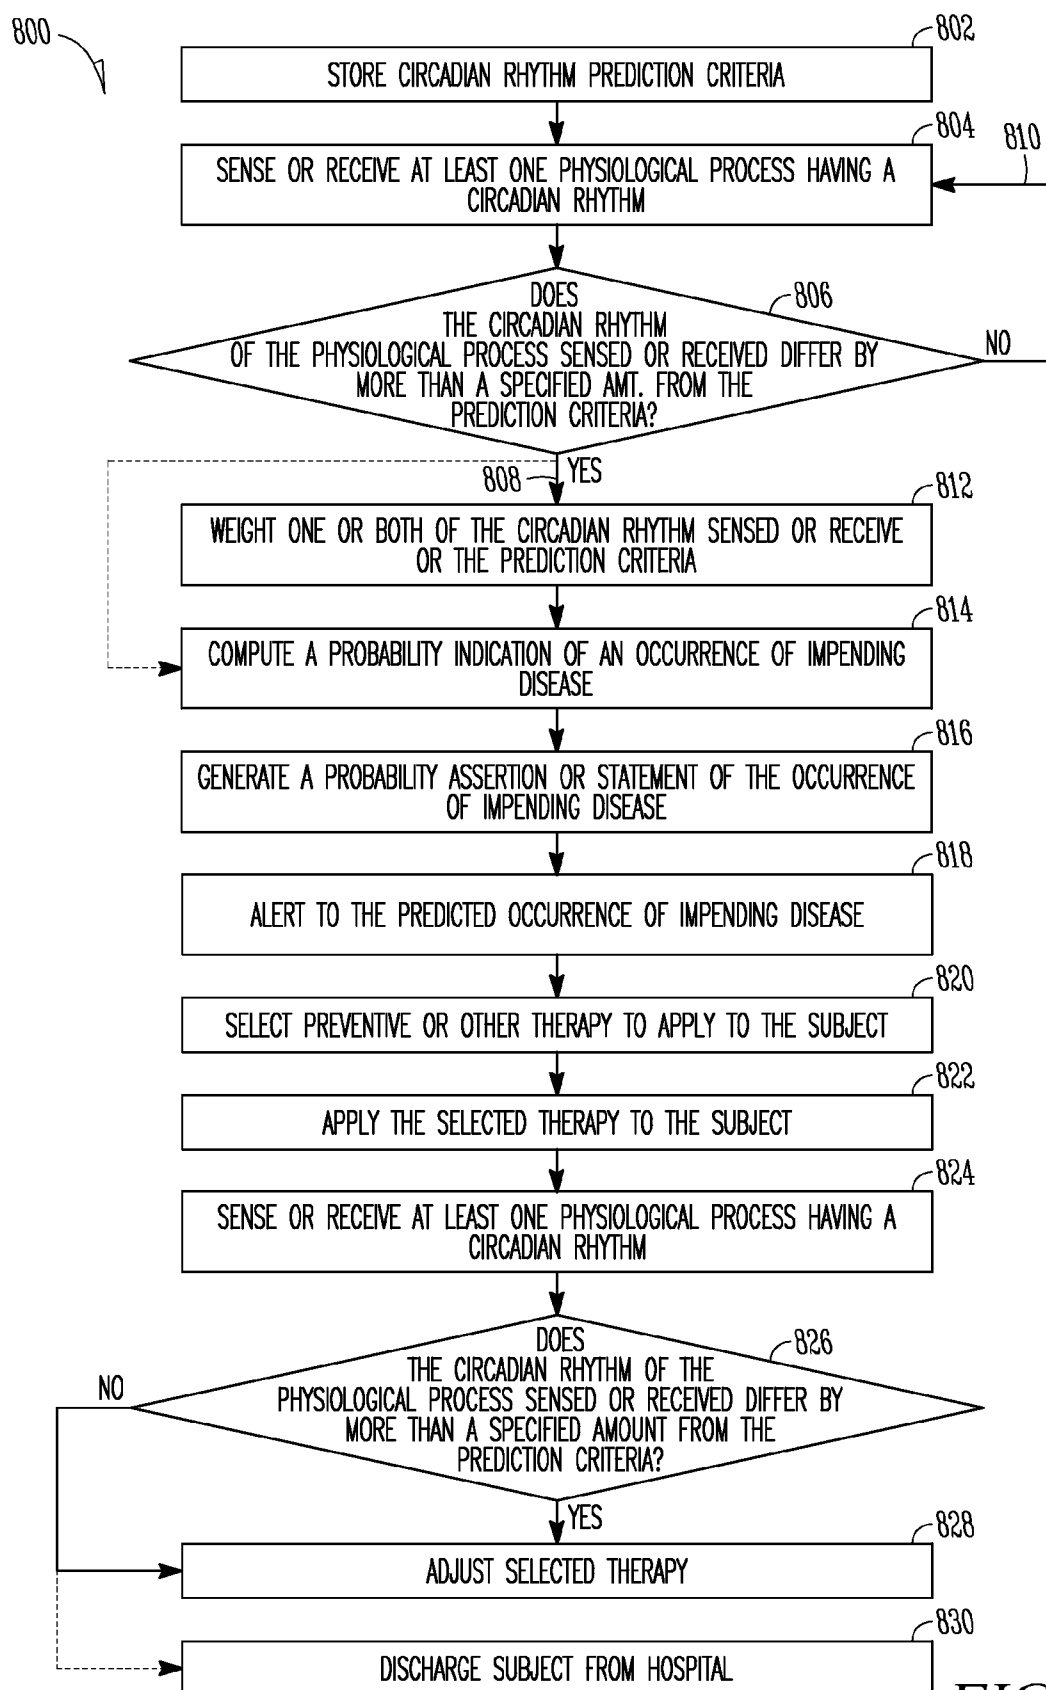 800
802
STORE CIRCADIAN RHYTHM PREDICTION CRITERIA
804
810
SENSE OR RECEIVE AT LEAST ONE PHYSIOLOGICAL PROCESS HAVING A
CIRCADIAN RHYTHM
806
DOES
THE CIRCADIAN RHYTHM
OF THE PHYSIOLOGICAL PROCESS SENSED OR RECEIVED DIFFER BY
MORE THAN A SPECIFIED AMT. FROM THE
PREDICTION CRITERIA?
NO
808
YES
812
WEIGHT ONE OR BOTH OF THE CIRCADIAN RHYTHM SENSED OR RECEIVE
OR THE PREDICTION CRITERIA
814
COMPUTE A PROBABILITY INDICATION OF AN OCCURRENCE OF IMPENDING
DISEASE
816
GENERATE A PROBABILITY ASSERTION OR STATEMENT OF THE OCCURRENCE
OF IMPENDING DISEASE
818
ALERT TO THE PREDICTED OCCURRENCE OF IMPENDING DISEASE
820
SELECT PREVENTIVE OR OTHER THERAPY TO APPLY TO THE SUBJECT
822
APPLY THE SELECTED THERAPY TO THE SUBJECT
824
SENSE OR RECEIVE AT LEAST ONE PHYSIOLOGICAL PROCESS HAVING A
CIRCADIAN RHYTHM
826
DOES
THE CIRCADIAN RHYTHM OF THE
PHYSIOLOGICAL PROCESS SENSED OR RECEIVED DIFFER BY
MORE THAN A SPECIFIED AMOUNT FROM THE
PREDICTION CRITERIA?
NO
YES
828
ADJUST SELECTED THERAPY
830
DISCHARGE SUBJECT FROM HOSPITAL